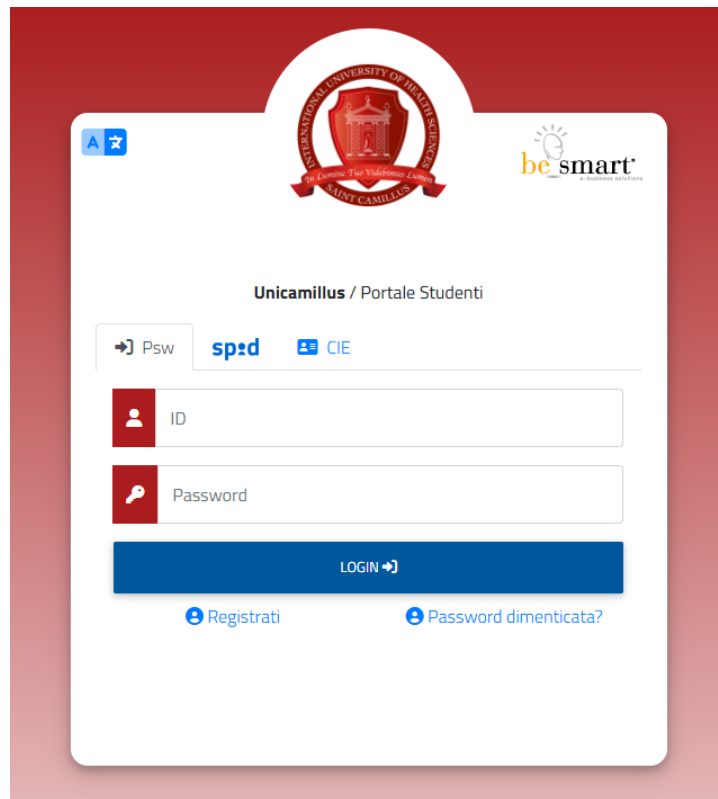 INTERNATIONAL UNIVERSITY OF HEALTH SCIENCES
In Lumine Tuo Videbimus Lumen
SAINT CAMILLUS
A
be smart
e-business solutions
Unicamillus / Portale Studenti
Psw
spid
CIE
ID
Password
LOGIN
Registrati
Password dimenticata?